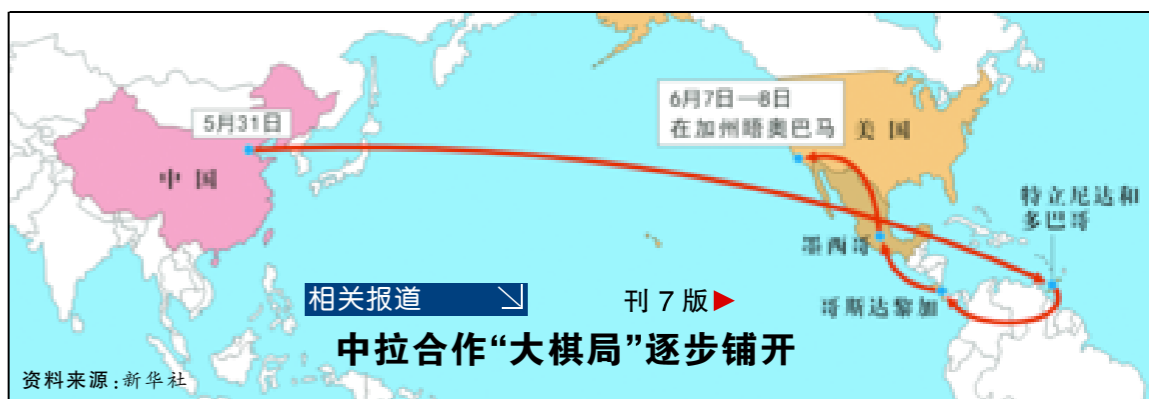 5月31日
中国
6月7日—8日
在加州晤奥巴马
美国
特立尼达和
多巴哥
墨西哥
哥斯达黎加
相关报道
刊7版
中拉合作“大棋局”逐步铺开
资料来源:新华社